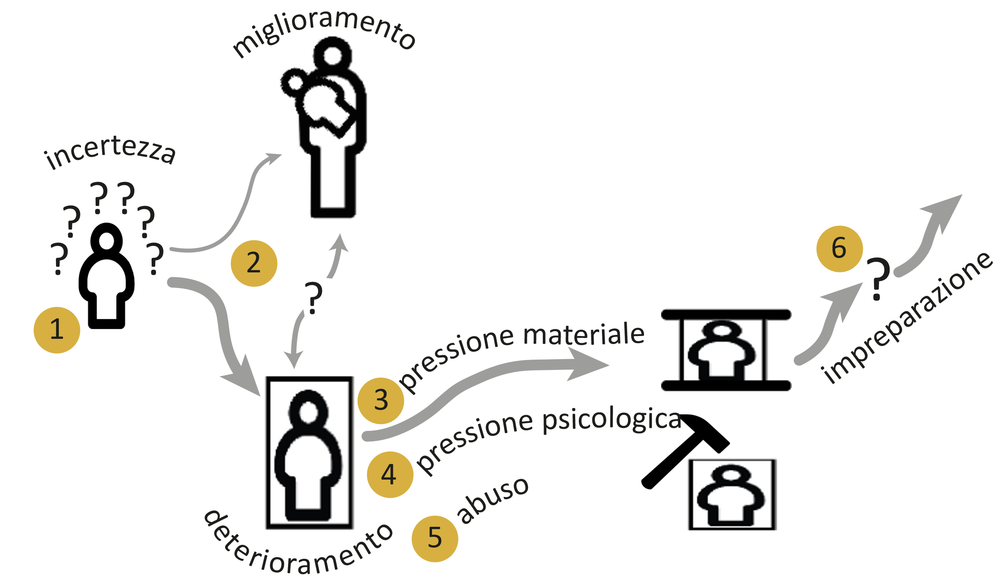 miglioramento
incertezza
? ? ? ? ? ?
1
2
?
6
?
impreparazione
3
pressione materiale
4
pressione psicologica
5
abuso
deterioramento